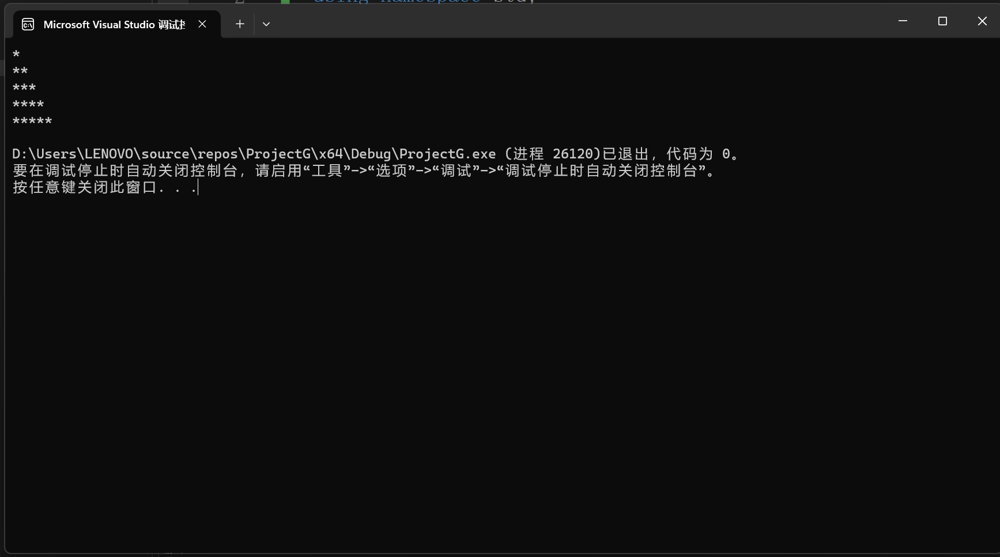 using namespace std;
Microsoft Visual Studio 调试
*
**
***
****
*****
D:\Users\LENOVO\source\repos\ProjectG\x64\Debug\ProjectG.exe (进程 26120)已退出，代码为 0。
要在调试停止时自动关闭控制台，请启用“工具”->“选项”->“调试”->“调试停止时自动关闭控制台”。
按任意键关闭此窗口. . .